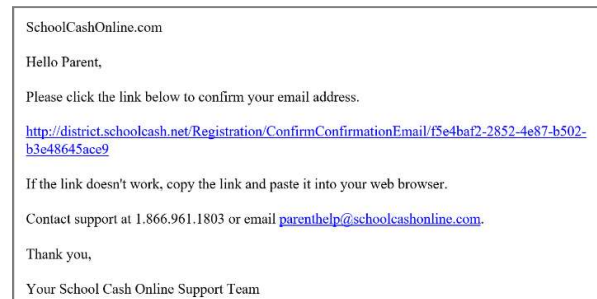 SchoolCashOnline.com
Hello Parent,
Please click the link below to confirm your email address.
http://district.schoolcash.net/Registration/ConfirmConfirmationEmail/f5e4baf2-2852-4e87-b502-
b3e48645ace9
If the link doesn't work, copy the link and paste it into your web browser.
Contact support at 1.866.961.1803 or email parenthelp@schoolcashonline.com.
Thank you,
Your School Cash Online Support Team